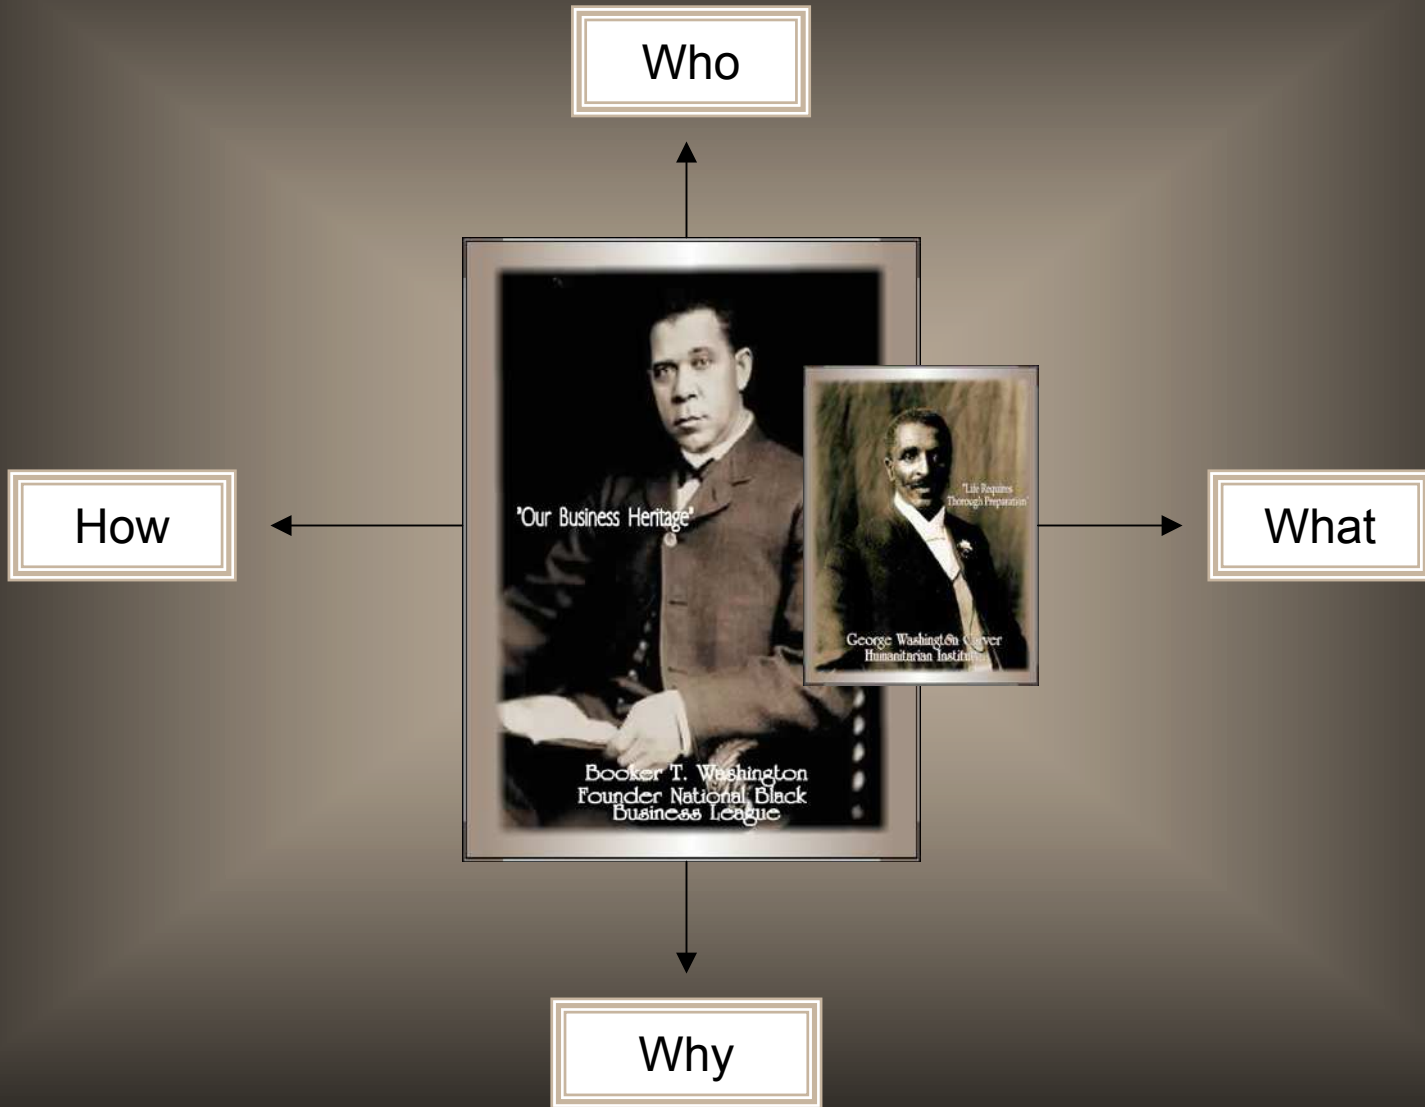 Who
How
"Our Business Heritage"
Booker T. Washington
Founder National Black
Business League
"Life Requires
Thorough Preparation"
George Washington Carver
Humanitarian Institute
What
Why